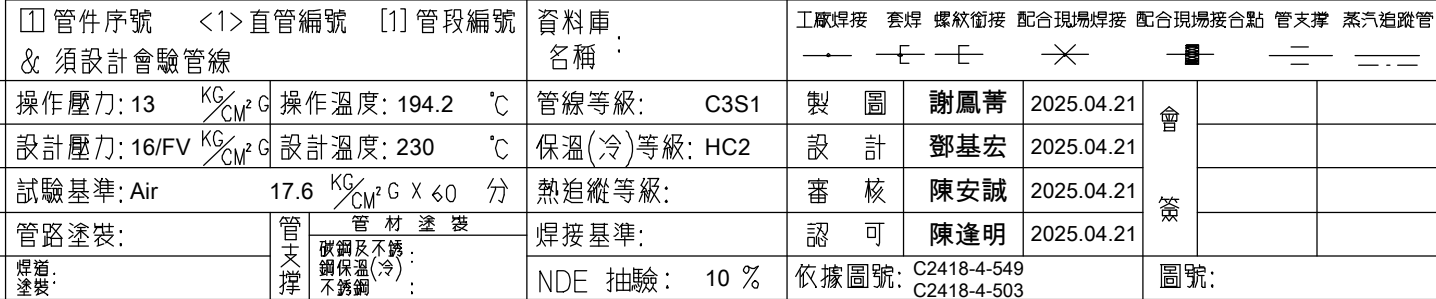 1 管件序號 <1>直管編號 [1]管段編號
& 須設計會驗管線
資料庫
名稱 :
工廠焊接 套焊 螺紋銜接 配合現場焊接 配合現場接合點 管支撐 蒸汽追蹤管
操作壓力: 13 KG/CM² G 操作溫度: 194.2 °C 管線等級: C3S1 製圖 謝鳳菁 2025.04.21
設計壓力: 16/FV KG/CM² G 設計溫度: 230 °C 保溫(冷)等級: HC2 設計 鄧基宏 2025.04.21
試驗基準: Air 17.6 KG/CM² G X 60 分 熱追縱等級: 審核 陳安誠 2025.04.21
會簽
管路塗裝: 管支撐 管材塗裝 焊接基準: 認可 陳逢明 2025.04.21
碳鋼及不銹 :
鋼保溫(冷)
不銹鋼 :
焊道:
塗裝
NDE 抽驗: 10 % 依據圖號: C2418-4-549
C2418-4-503
圖號: